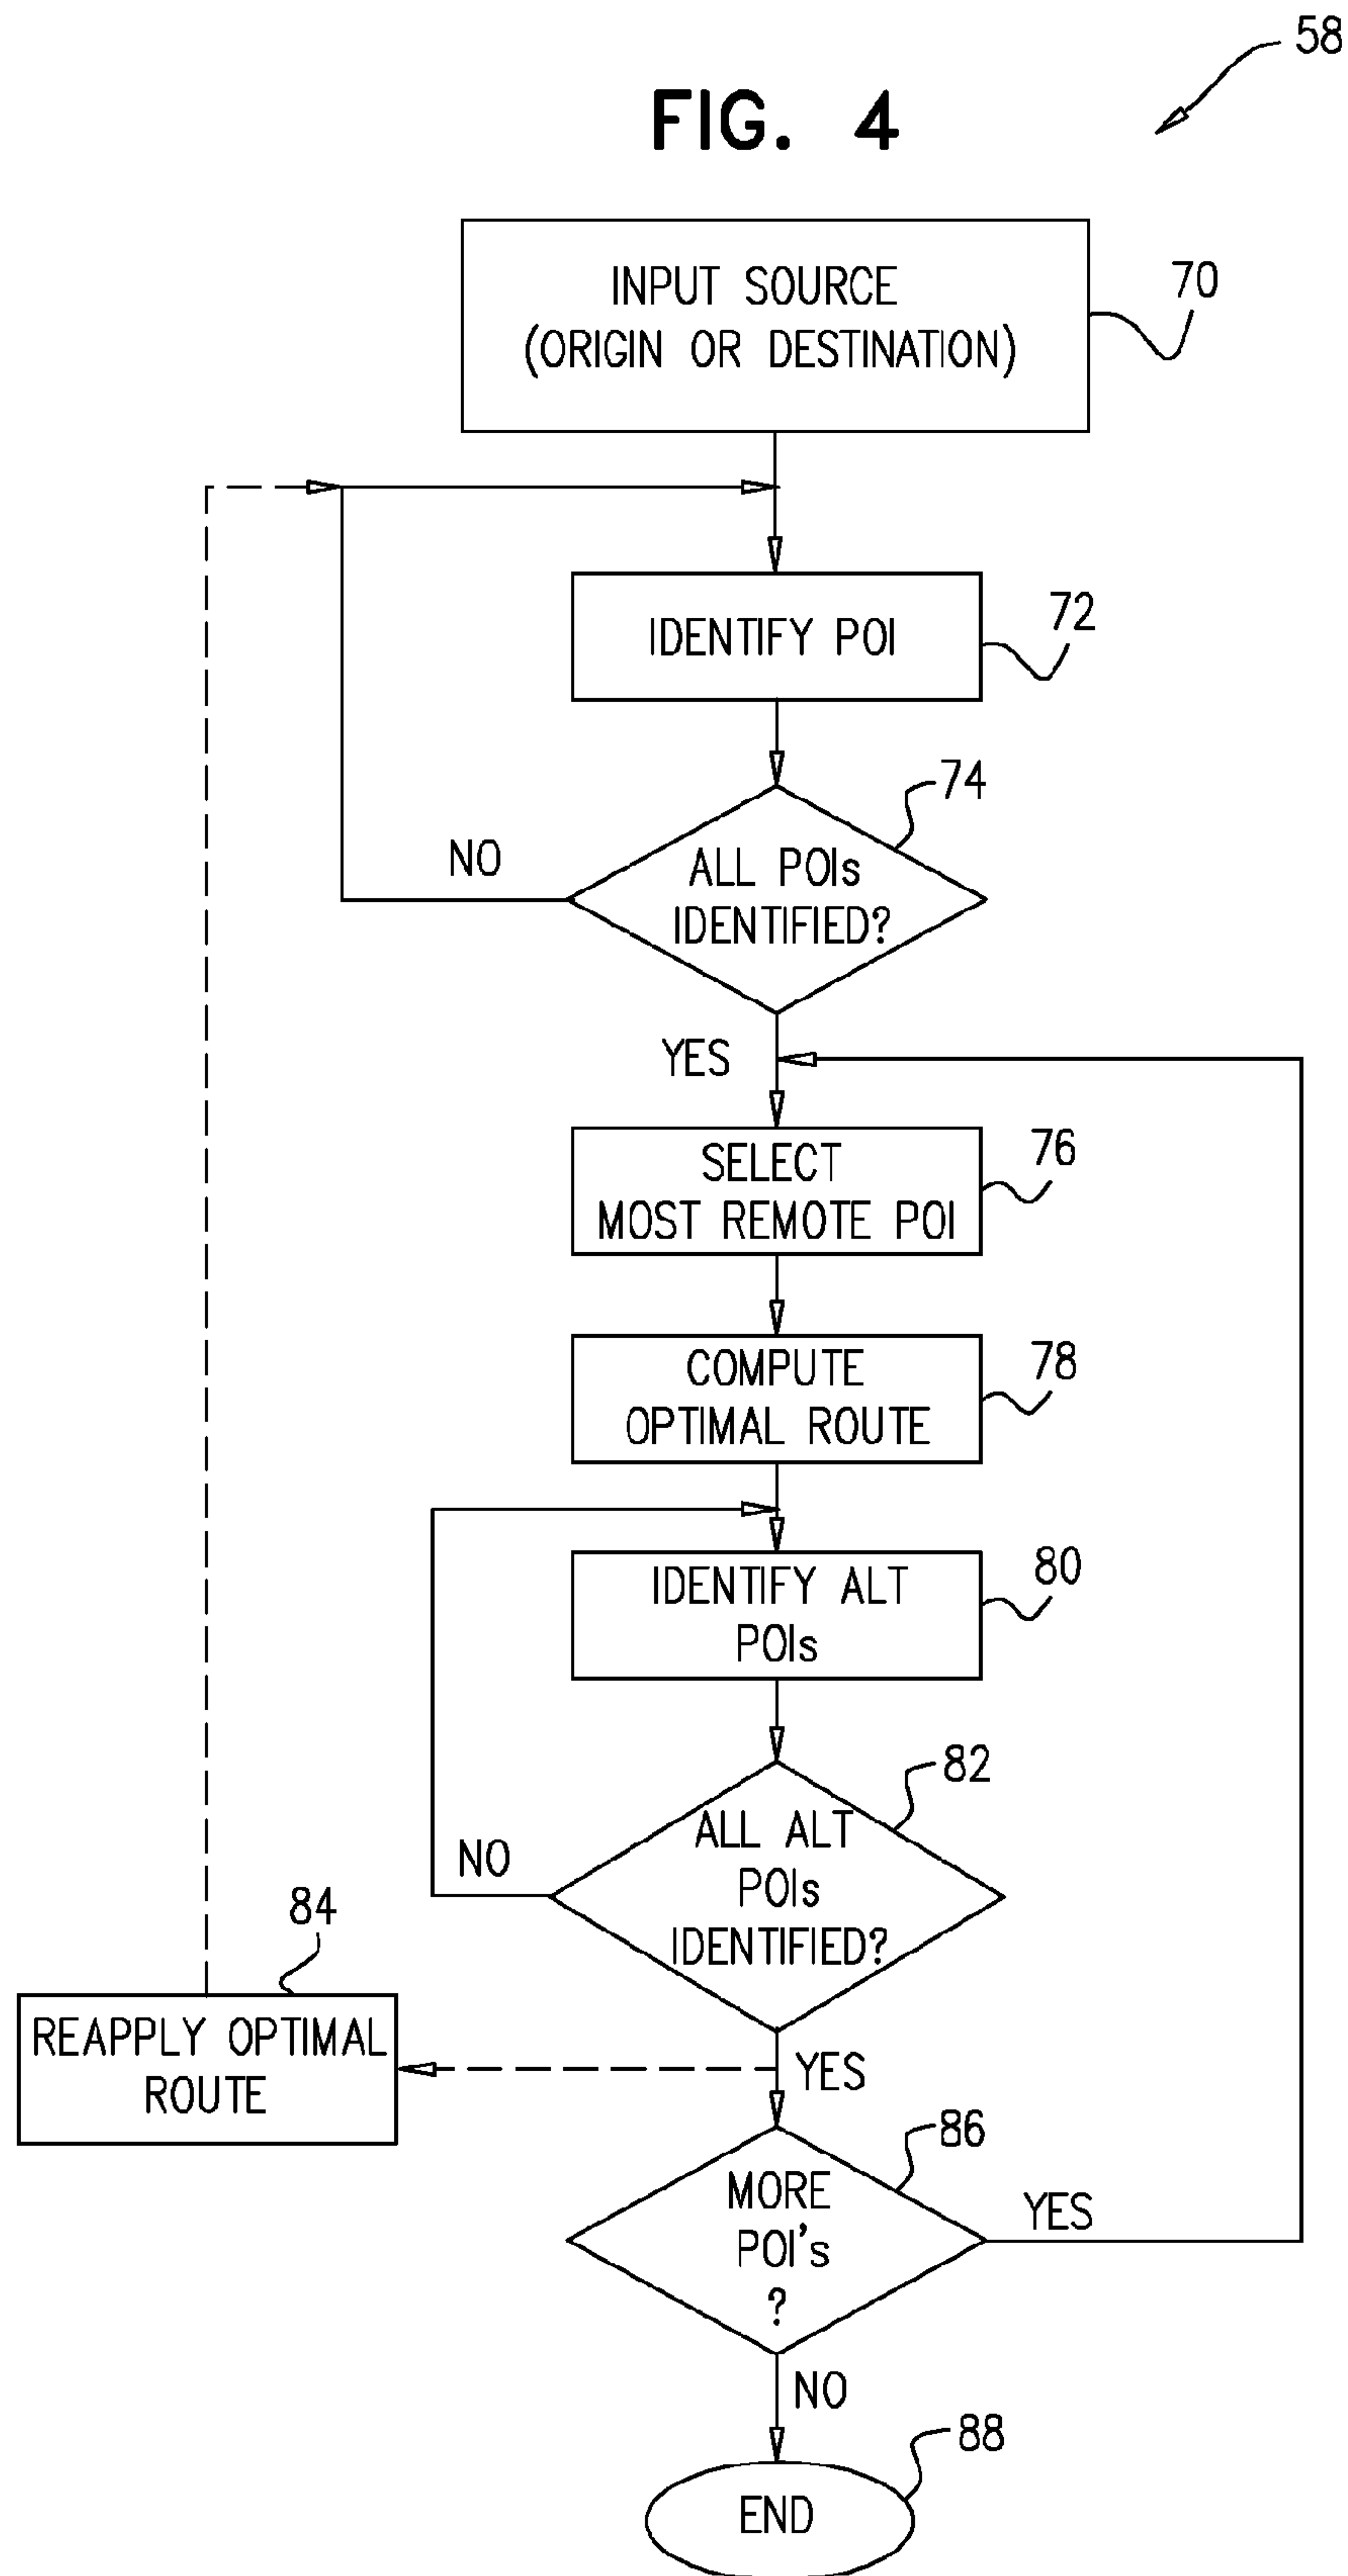 58
FIG. 4
INPUT SOURCE
(ORIGIN OR DESTINATION)
70
IDENTIFY POI
72
74
ALL POIs
IDENTIFIED?
NO
YES
SELECT
MOST REMOTE POI
76
COMPUTE
OPTIMAL ROUTE
78
IDENTIFY ALT
POIs
80
82
ALL ALT
POIs
IDENTIFIED?
NO
84
REAPPLY OPTIMAL
ROUTE
YES
86
MORE
POI's
?
YES
NO
88
END